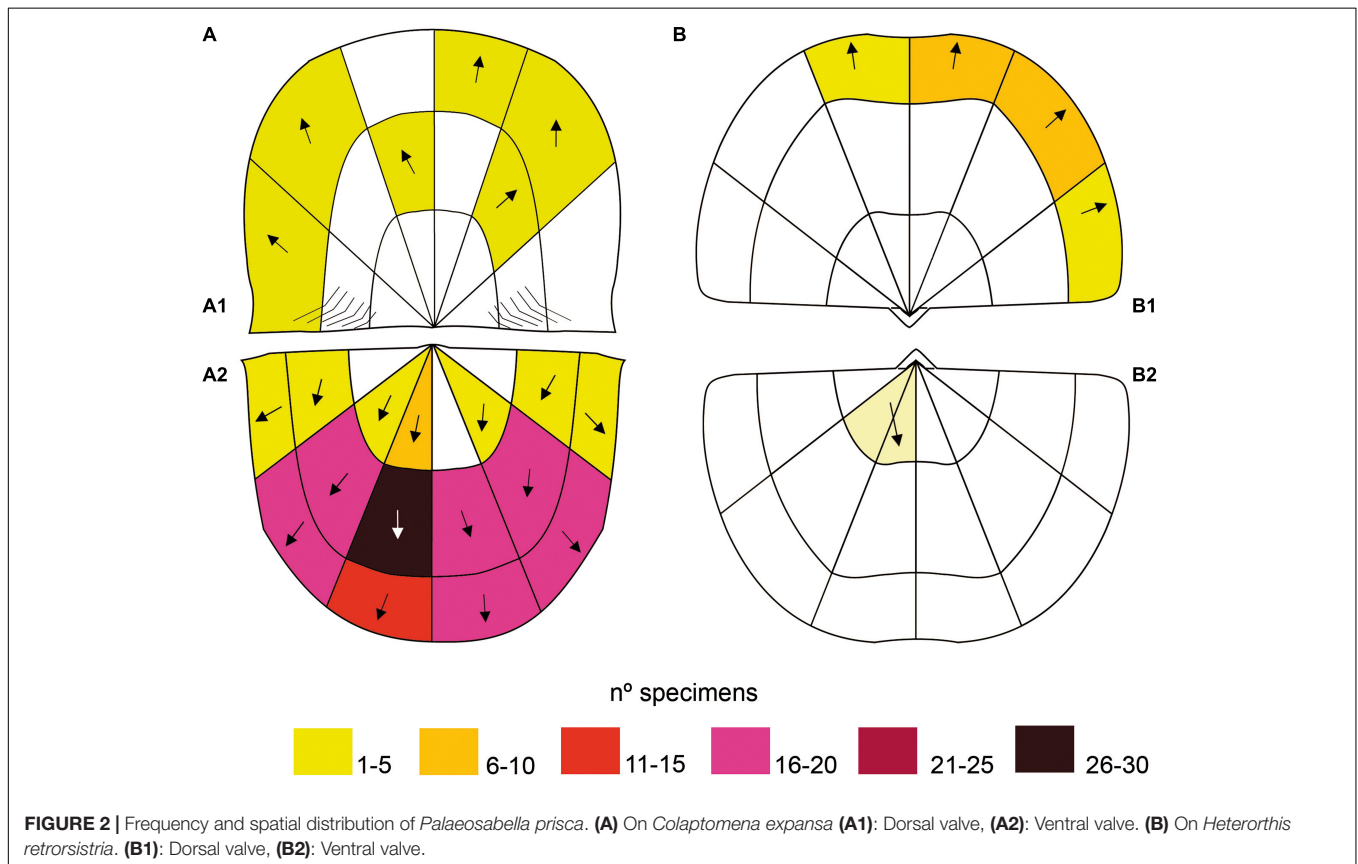 A
B
A1
B1
A2
B2
nº specimens
1-5
6-10
11-15
16-20
21-25
26-30
FIGURE 2 | Frequency and spatial distribution of Palaeosabella prisca. (A) On Colaptomena expansa (A1): Dorsal valve, (A2): Ventral valve. (B) On Heterorthis
retrorsistria. (B1): Dorsal valve, (B2): Ventral valve.